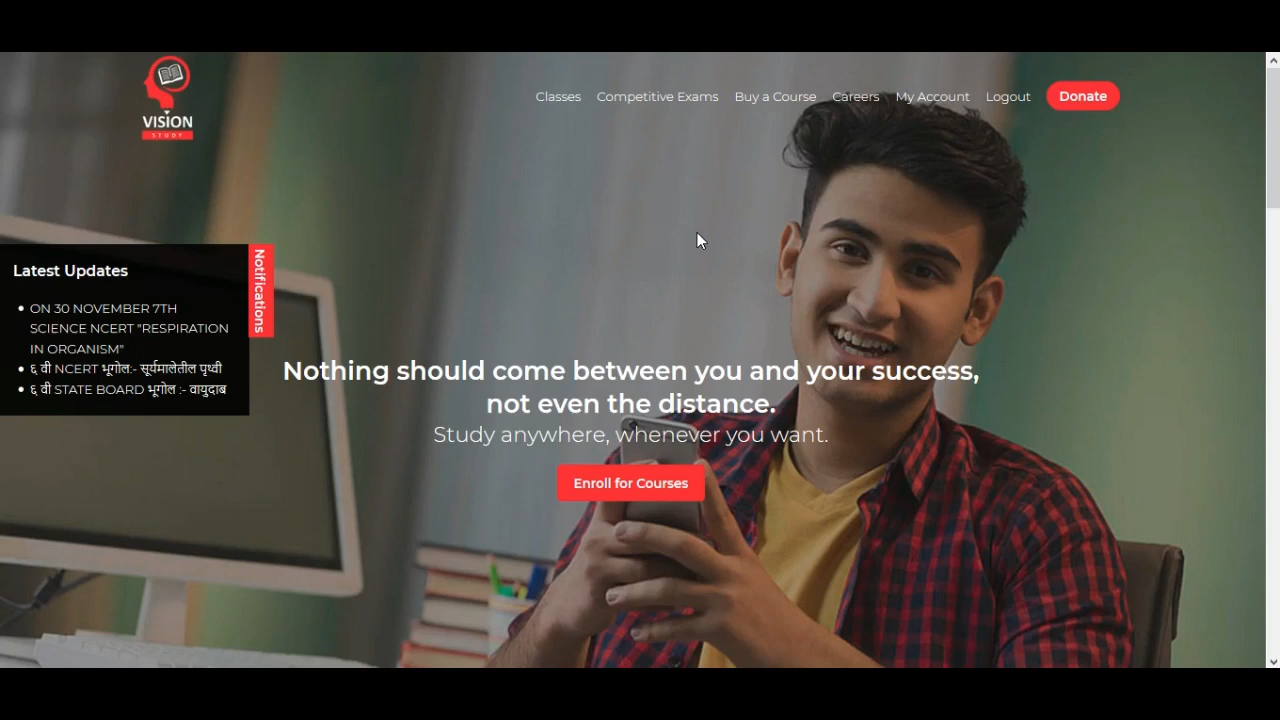 VISION
STUDY
Classes Competitive Exams Buy a Course Careers My Account Logout Donate
Latest Updates
Notifications
ON 30 NOVEMBER 7TH
SCIENCE NCERT "RESPIRATION
IN ORGANISM"
६ वी NCERT भूगोल:- सूर्यमालेतील पृथ्वी
६ वी STATE BOARD भूगोल :- वायुदाब
Nothing should come between you and your success,
not even the distance.
Study anywhere, whenever you want.
Enroll for Courses